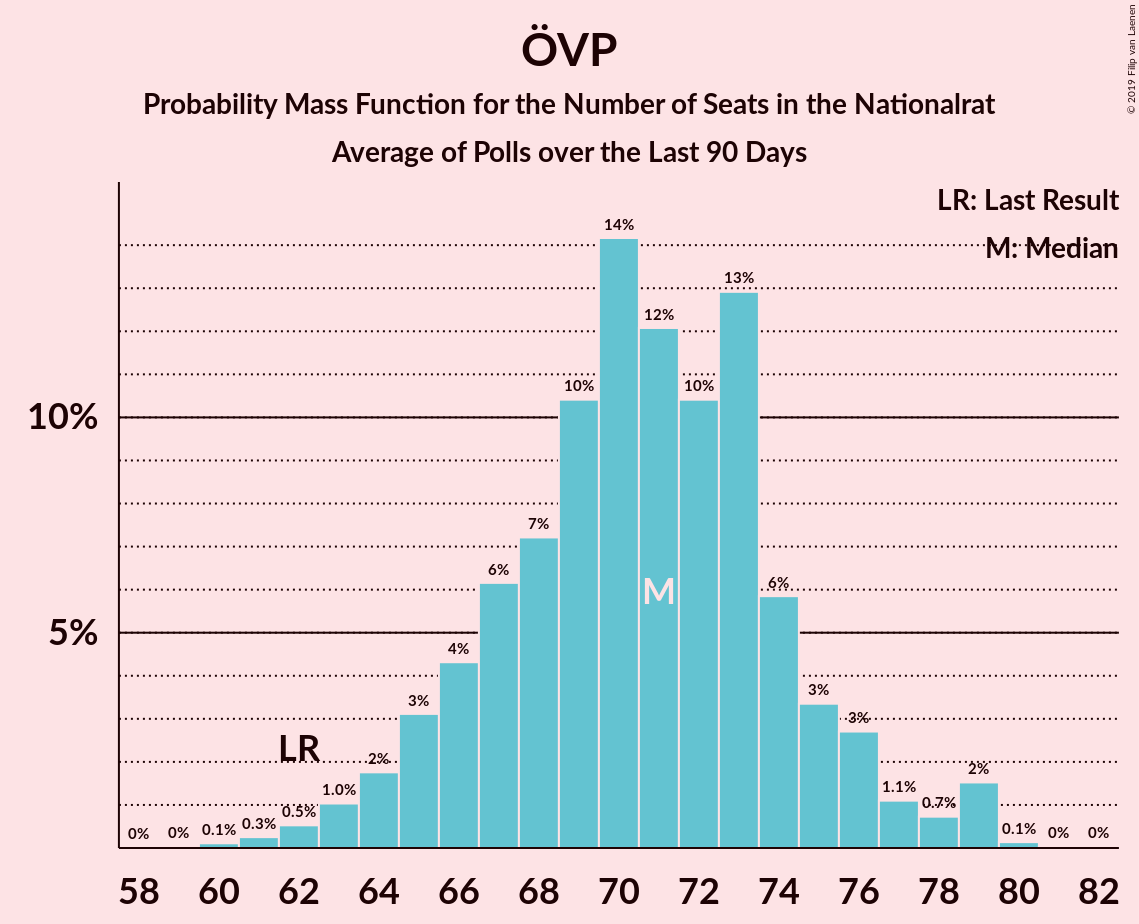 ÖVP
Probability Mass Function for the Number of Seats in the Nationalrat
Average of Polls over the Last 90 Days
© 2019 Filip van Laenen
LR: Last Result
M: Median
14%
13%
12%
10% 10%
10%
7%
6% 6%
M
5%
4%
3% 3%
3%
LR
2% 2%
1.0% 1.1%
0.5% 0.7%
0% 0% 0.1% 0.3% 0.1% 0% 0%
58 60 62 64 66 68 70 72 74 76 78 80 82